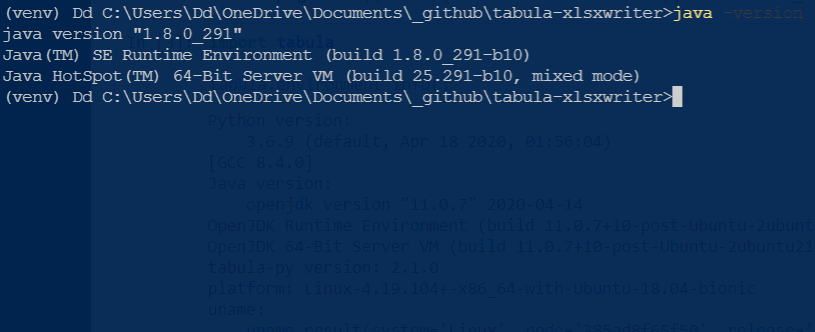 (venv) Dd C:\Users\Dd\OneDrive\Documents\_github\tabula-xlsxwriter>java -version
java version "1.8.0_291"
import tabula
Java(TM) SE Runtime Environment (build 1.8.0_291-b10)
Java HotSpot(TM) 64-Bit Server VM (build 25.291-b10, mixed mode)
(venv) Dd C:\Users\Dd\OneDrive\Documents\_github\tabula-xlsxwriter>
Python version:
3.6.9 (default, Apr 18 2020, 01:56:04)
[GCC 8.4.0]
Java version:
openjdk version "11.0.7" 2020-04-14
OpenJDK Runtime Environment (build 11.0.7+10-post-Ubuntu-2ubunt
OpenJDK 64-Bit Server VM (build 11.0.7+10-post-Ubuntu-2ubuntu21
tabula-py version: 2.1.0
platform: Linux-4.19.104+-x86_64-with-Ubuntu-18.04-bionic
uname: